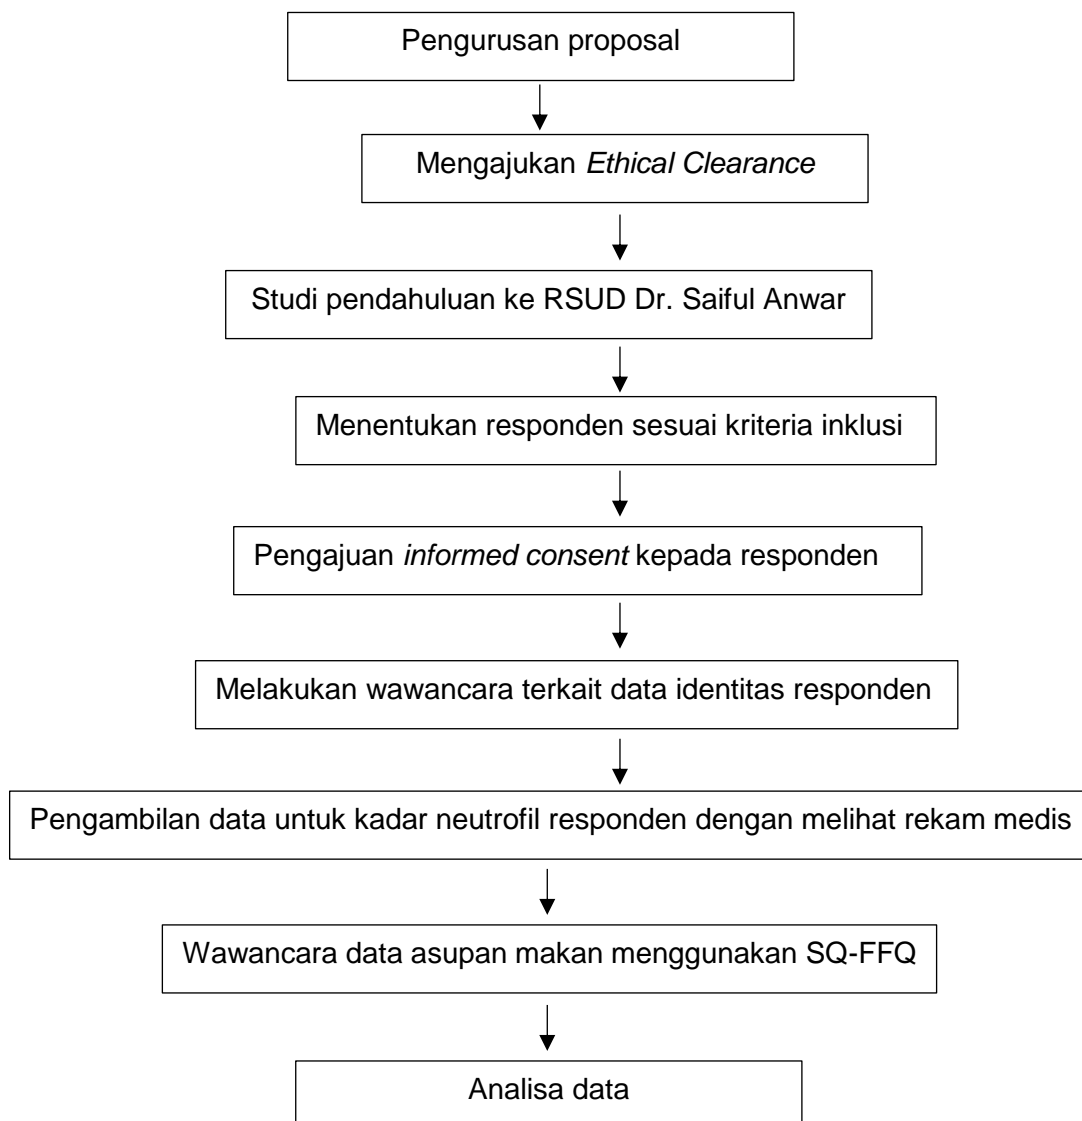 Pengurusan proposal
Mengajukan Ethical Clearance
Studi pendahuluan ke RSUD Dr. Saiful Anwar
Menentukan responden sesuai kriteria inklusi
Pengajuan informed consent kepada responden
Melakukan wawancara terkait data identitas responden
Pengambilan data untuk kadar neutrofil responden dengan melihat rekam medis
Wawancara data asupan makan menggunakan SQ-FFQ
Analisa data